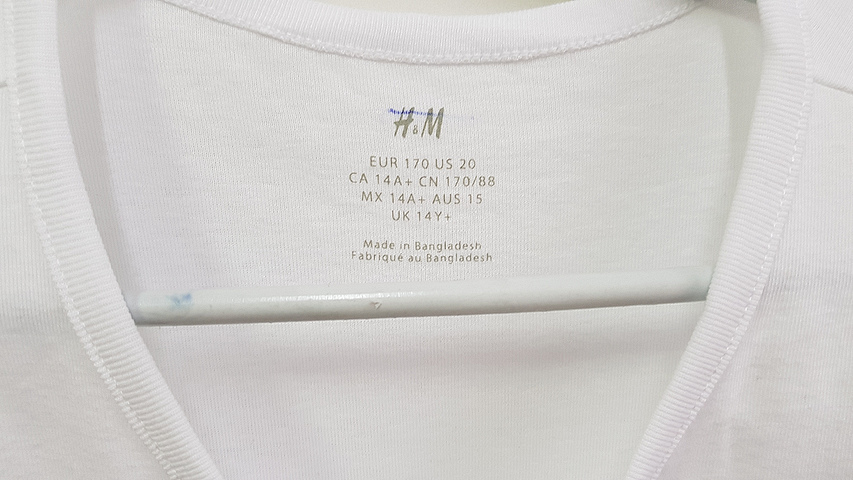 H&M
EUR 170 US 20
CA 14A+ CN 170/88
MX 14A+ AUS 15
UK 14Y+
Made in Bangladesh
Fabriqué au Bangladesh